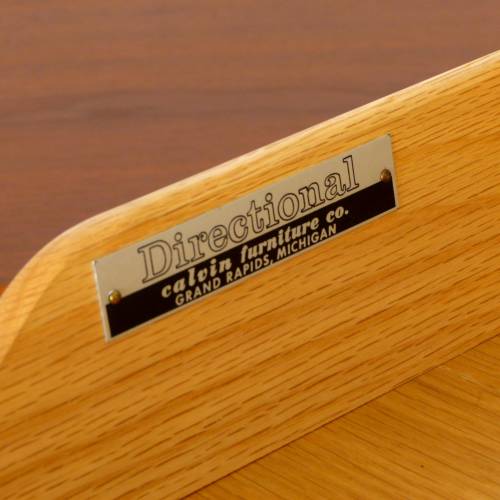 Directional
calvin furniture co.
GRAND RAPIDS, MICHIGAN